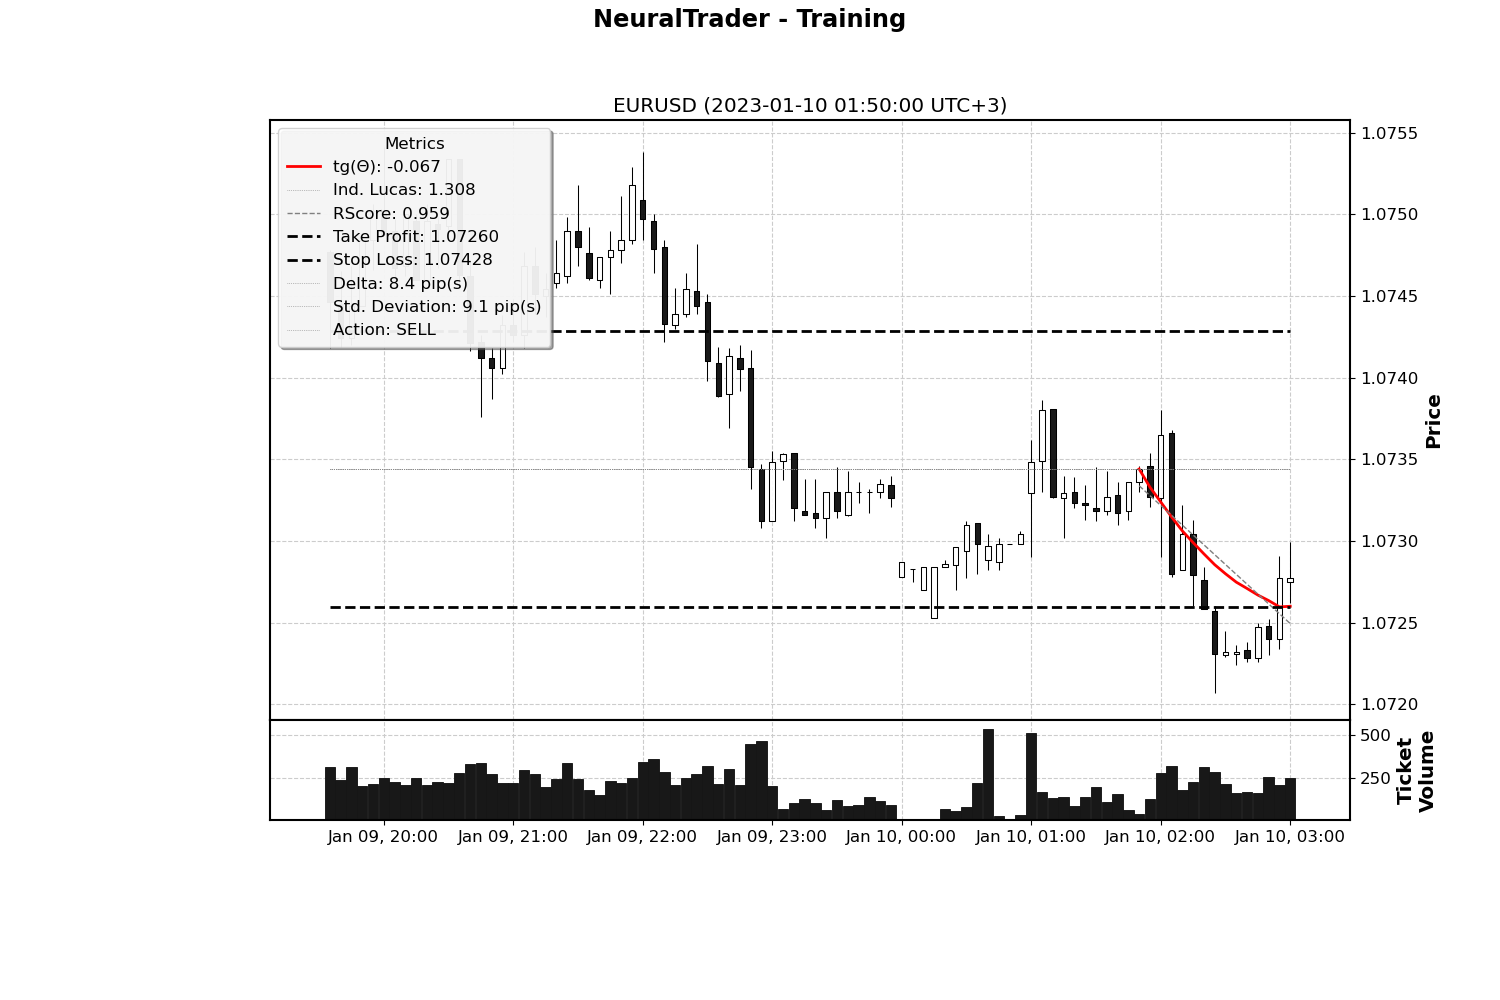 NeuralTrader - Training
EURUSD (2023-01-10 01:50:00 UTC+3)
Metrics
tg(Θ): -0.067
Ind. Lucas: 1.308
RScore: 0.959
Take Profit: 1.07260
Stop Loss: 1.07428
Delta: 8.4 pip(s)
Std. Deviation: 9.1 pip(s)
Action: SELL
1.0755
1.0750
1.0745
1.0740
1.0735
1.0730
1.0725
1.0720
Price
500
250
Ticket
Volume
Jan 09, 20:00
Jan 09, 21:00
Jan 09, 22:00
Jan 09, 23:00
Jan 10, 00:00
Jan 10, 01:00
Jan 10, 02:00
Jan 10, 03:00